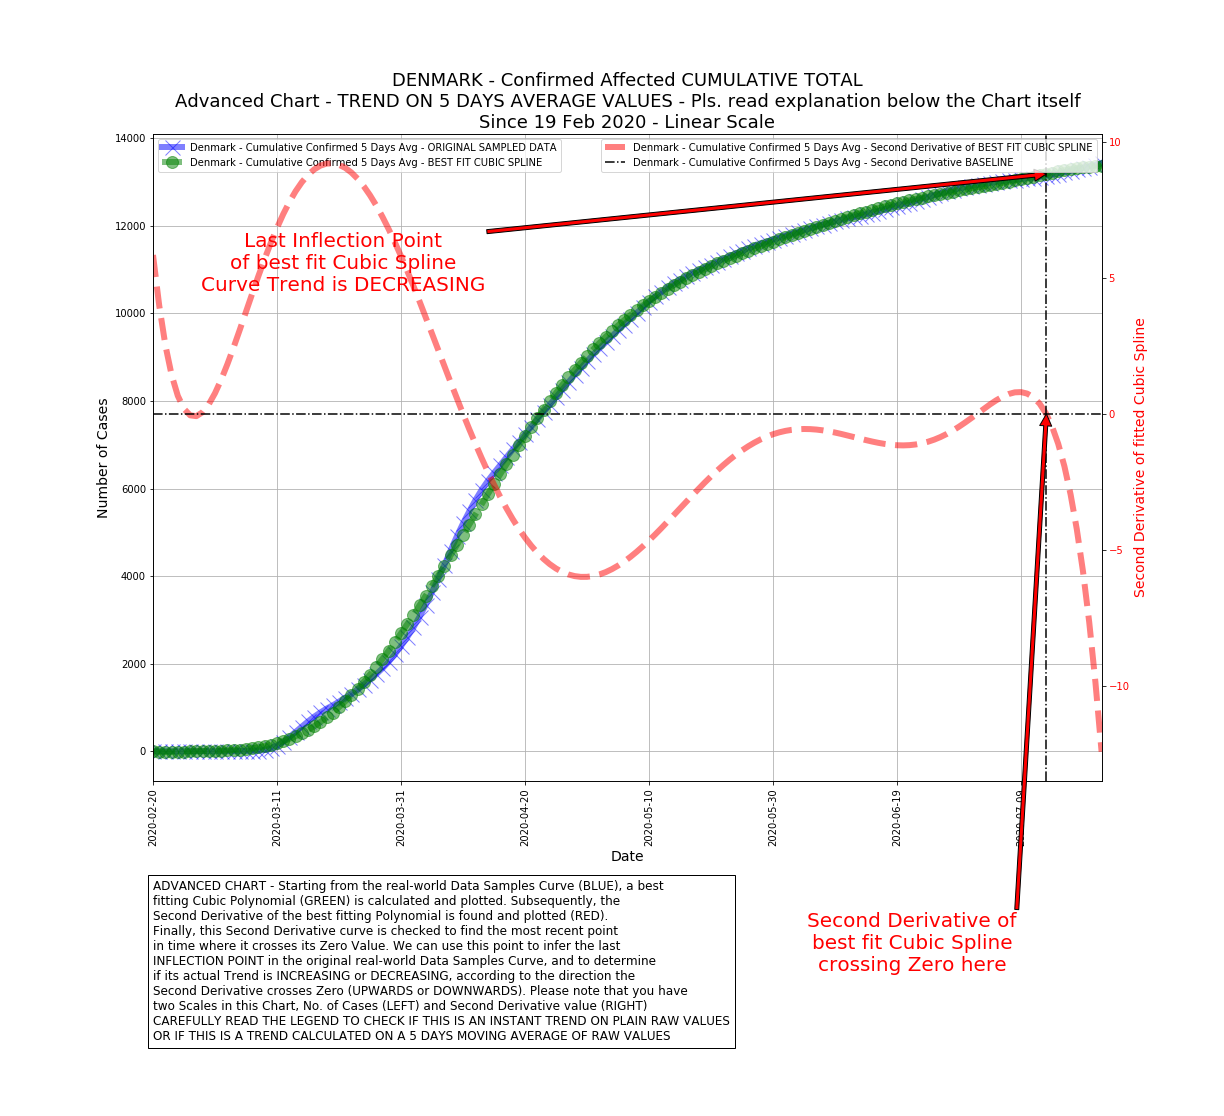 DENMARK - Confirmed Affected CUMULATIVE TOTAL
Advanced Chart - TREND ON 5 DAYS AVERAGE VALUES - Pls. read explanation below the Chart itself
Since 19 Feb 2020 - Linear Scale
Denmark - Cumulative Confirmed 5 Days Avg - ORIGINAL SAMPLED DATA
Denmark - Cumulative Confirmed 5 Days Avg - BEST FIT CUBIC SPLINE
Denmark - Cumulative Confirmed 5 Days Avg - Second Derivative of BEST FIT CUBIC SPLINE
Denmark - Cumulative Confirmed 5 Days Avg - Second Derivative BASELINE
Last Inflection Point
of best fit Cubic Spline
Curve Trend is DECREASING
14000
12000
10000
8000
6000
4000
2000
0
Number of Cases
10
5
0
−5
−10
Second Derivative of fitted Cubic Spline
2020-02-20
2020-03-11
2020-03-31
2020-04-20
2020-05-10
2020-05-30
2020-06-19
2020-07-09
Date
ADVANCED CHART - Starting from the real-world Data Samples Curve (BLUE), a best
fitting Cubic Polynomial (GREEN) is calculated and plotted. Subsequently, the
Second Derivative of the best fitting Polynomial is found and plotted (RED).
Finally, this Second Derivative curve is checked to find the most recent point
in time where it crosses its Zero Value. We can use this point to infer the last
INFLECTION POINT in the original real-world Data Samples Curve, and to determine
if its actual Trend is INCREASING or DECREASING, according to the direction the
Second Derivative crosses Zero (UPWARDS or DOWNWARDS). Please note that you have
two Scales in this Chart, No. of Cases (LEFT) and Second Derivative value (RIGHT)
CAREFULLY READ THE LEGEND TO CHECK IF THIS IS AN INSTANT TREND ON PLAIN RAW VALUES
OR IF THIS IS A TREND CALCULATED ON A 5 DAYS MOVING AVERAGE OF RAW VALUES
Second Derivative of
best fit Cubic Spline
crossing Zero here